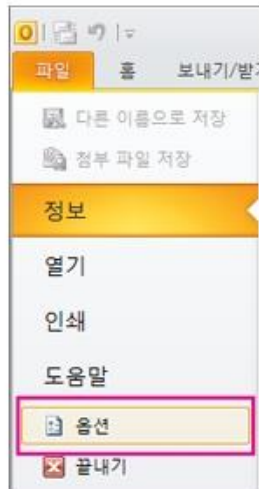 파일 홈 보내기/받
다른 이름으로 저장
첨부 파일 저장
정보
열기
인쇄
도움말
옵션
끝내기